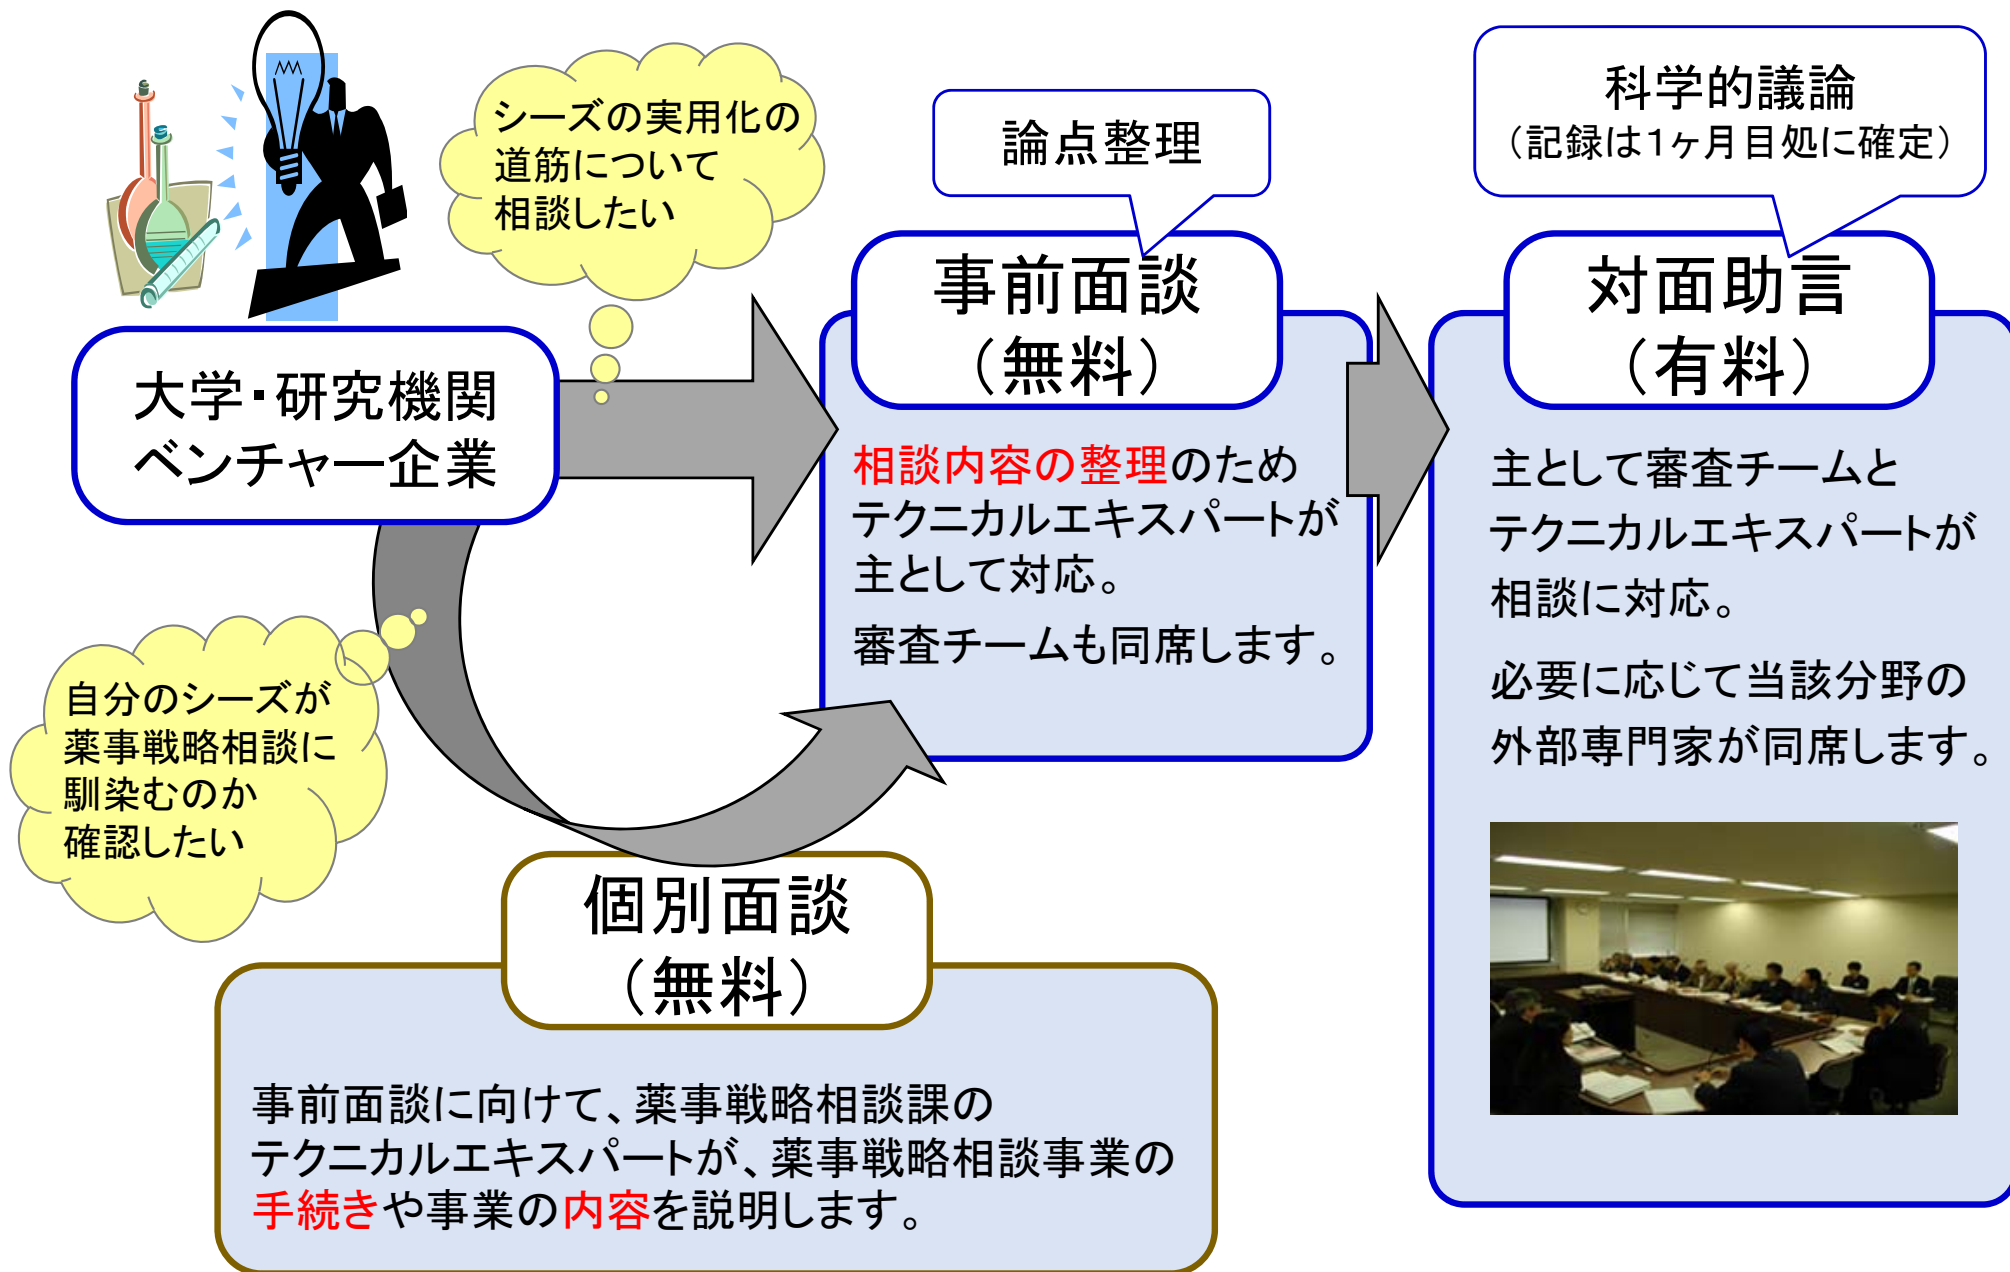 シーズの実用化の
道筋について
相談したい
論点整理
科学的議論
（記録は1ヶ月目処に確定）
大学・研究機関
ベンチャー企業
事前面談
（無料）
相談内容の整理のため
テクニカルエキスパートが
主として対応。
審査チームも同席します。
対面助言
（有料）
主として審査チームと
テクニカルエキスパートが
相談に対応。
必要に応じて当該分野の
外部専門家が同席します。
自分のシーズが
薬事戦略相談に
馴染むのか
確認したい
個別面談
（無料）
事前面談に向けて、薬事戦略相談課の
テクニカルエキスパートが、薬事戦略相談事業の
手続きや事業の内容を説明します。